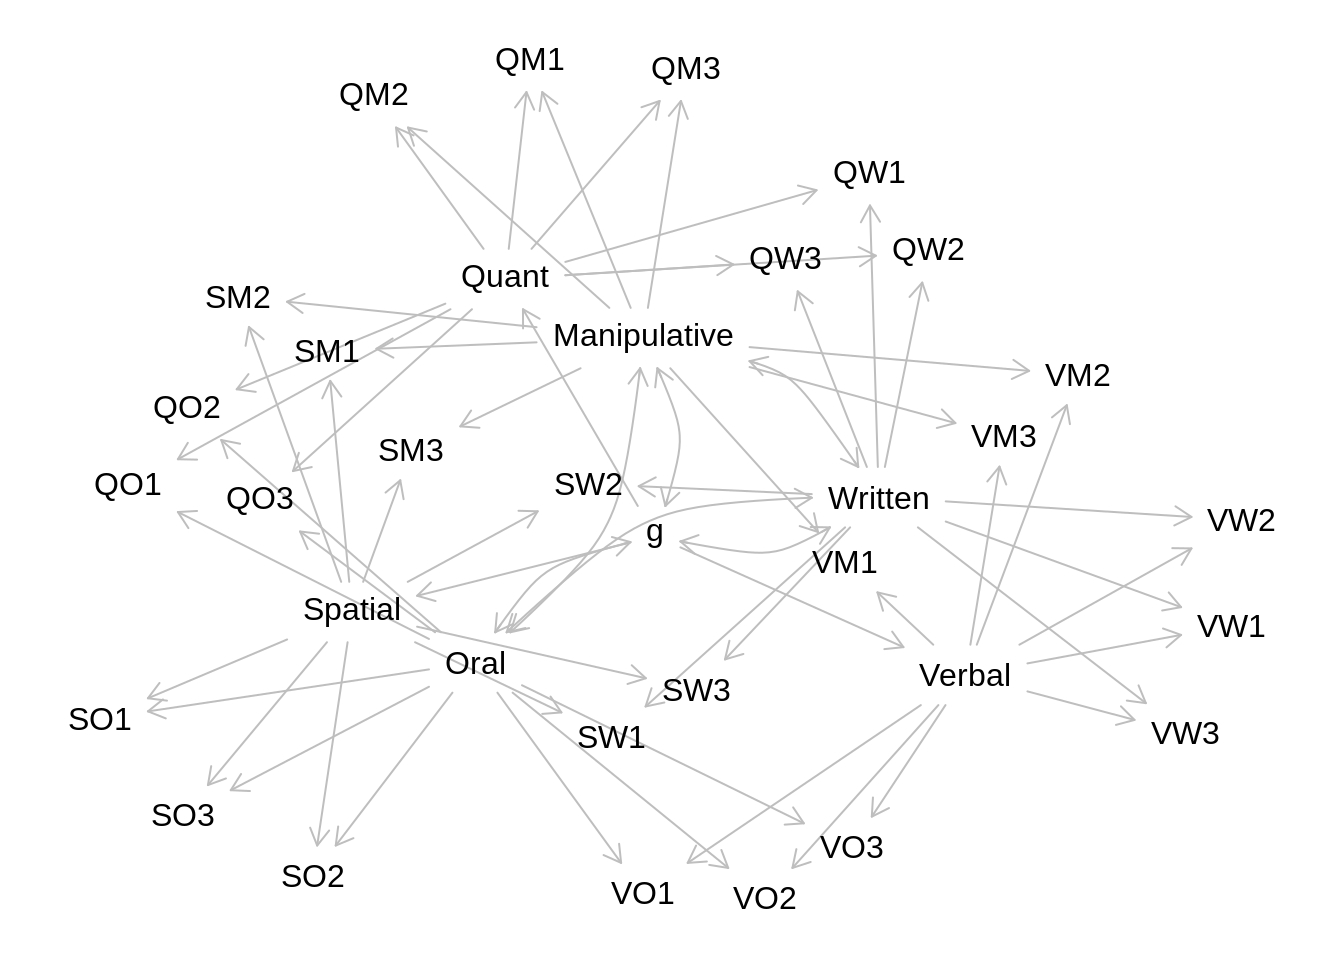 QM1
QM3
QM2
QW1
QW2
QW3
Quant
SM2
Manipulative
SM1
VM2
QO2
VM3
SM3
QO1
SW2
QO3
Written
VW2
g
VM1
Spatial
VW1
Oral
Verbal
SW3
SO1
VW3
SW1
SO3
VO3
SO2
VO1
VO2